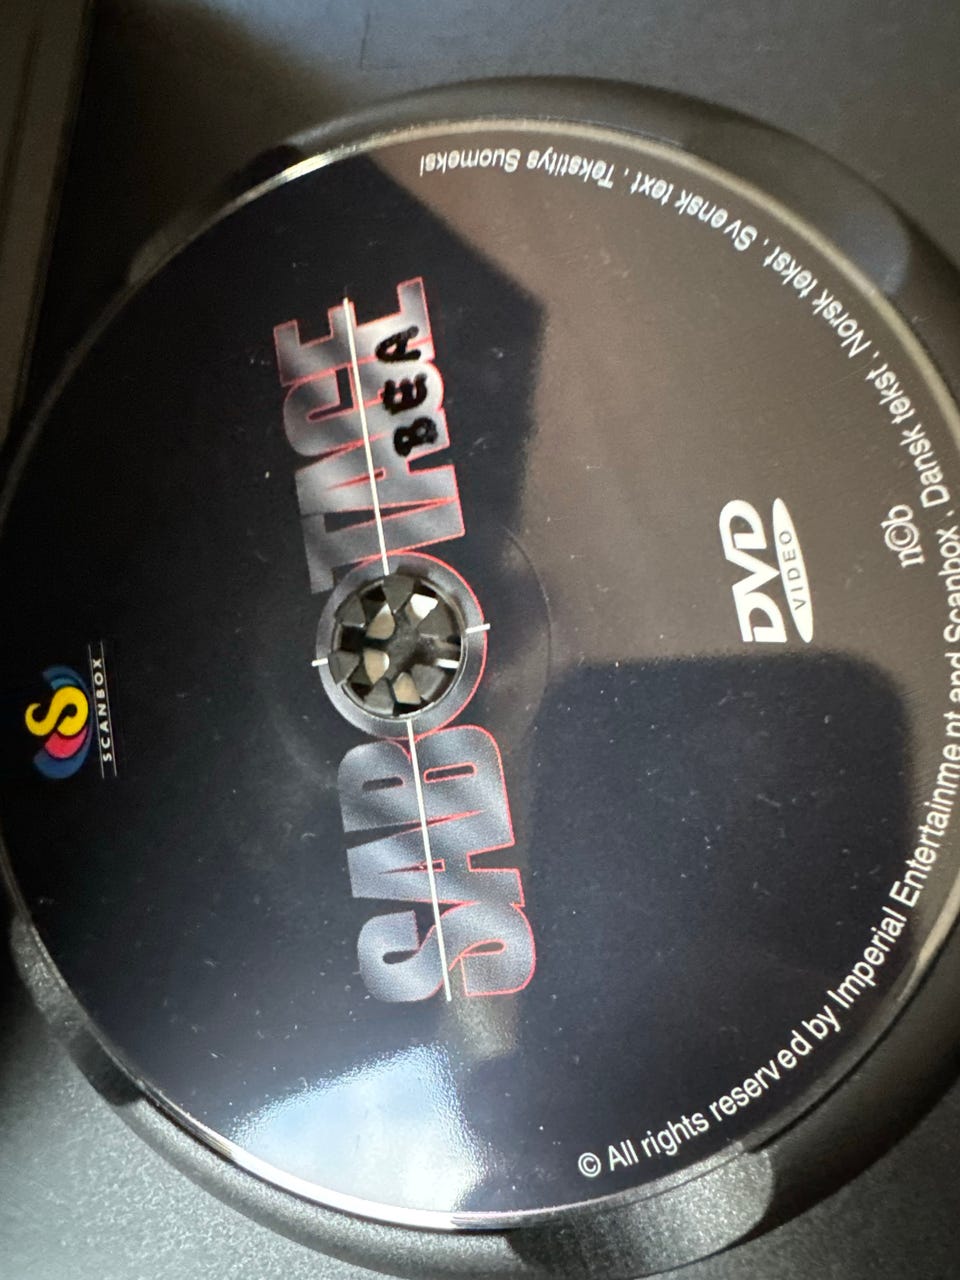 SCANBOX
SABOTAGE
BEA
DVD
VIDEO
n©b
© All rights reserved by Imperial Entertainment and Scanbox . Dansk tekst . Norsk tekst . Svensk text . Tekstitys Suomeksi